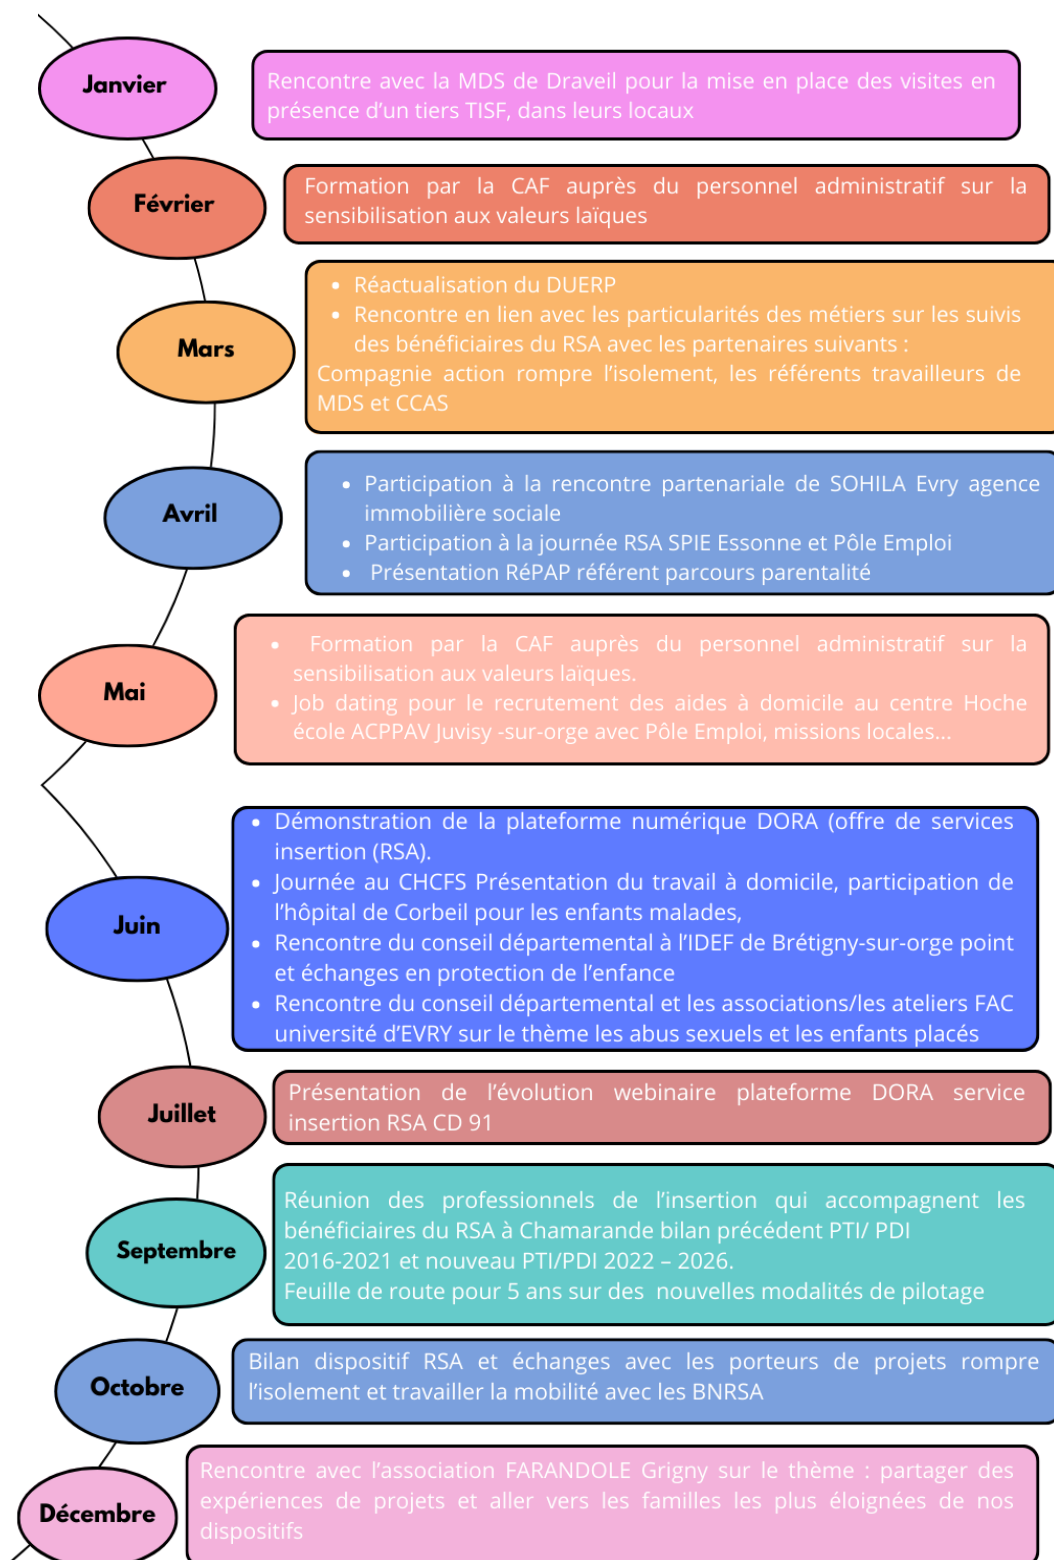 Janvier
Rencontre avec la MDS de Draveil pour la mise en place des visites en
présence d'un tiers TISF, dans leurs locaux
Février
Formation par la CAF auprès du personnel administratif sur la
sensibilisation aux valeurs laïques
Mars
• Réactualisation du DUERP
• Rencontre en lien avec les particularités des métiers sur les suivis
des bénéficiaires du RSA avec les partenaires suivants :
Compagnie action rompre l'isolement, les référents travailleurs de
MDS et CCAS
Avril
• Participation à la rencontre partenariale de SOHILA Evry agence
immobilière sociale
• Participation à la journée RSA SPIE Essonne et Pôle Emploi
• Présentation RéPAP référent parcours parentalité
Mai
• Formation par la CAF auprès du personnel administratif sur la
sensibilisation aux valeurs laïques.
• Job dating pour le recrutement des aides à domicile au centre Hoche
école ACPPAV Juvisy -sur-orge avec Pôle Emploi, missions locales...
Juin
• Démonstration de la plateforme numérique DORA (offre de services
insertion (RSA).
• Journée au CHCFS Présentation du travail à domicile, participation de
l'hôpital de Corbeil pour les enfants malades,
• Rencontre du conseil départemental à l'IDEF de Brétigny-sur-orge point
et échanges en protection de l'enfance
• Rencontre du conseil départemental et les associations/les ateliers FAC
université d'EVRY sur le thème les abus sexuels et les enfants placés
Juillet
Présentation de l'évolution webinaire plateforme DORA service
insertion RSA CD 91
Septembre
Réunion des professionnels de l'insertion qui accompagnent les
bénéficiaires du RSA à Chamarande bilan précédent PTI/ PDI
2016-2021 et nouveau PTI/PDI 2022 – 2026.
Feuille de route pour 5 ans sur des nouvelles modalités de pilotage
Octobre
Bilan dispositif RSA et échanges avec les porteurs de projets rompre
l'isolement et travailler la mobilité avec les BNRSA
Décembre
Rencontre avec l'association FARANDOLE Grigny sur le thème : partager des
expériences de projets et aller vers les familles les plus éloignées de nos
dispositifs